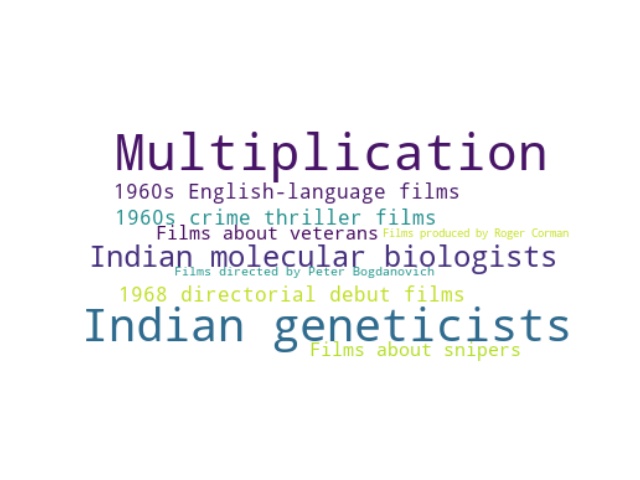 Multiplication
1960s English-language films
1960s crime thriller films
Films about veterans
Films produced by Roger Corman
Indian molecular biologists
Films directed by Peter Bogdanovich
1968 directorial debut films
Indian geneticists
Films about snipers